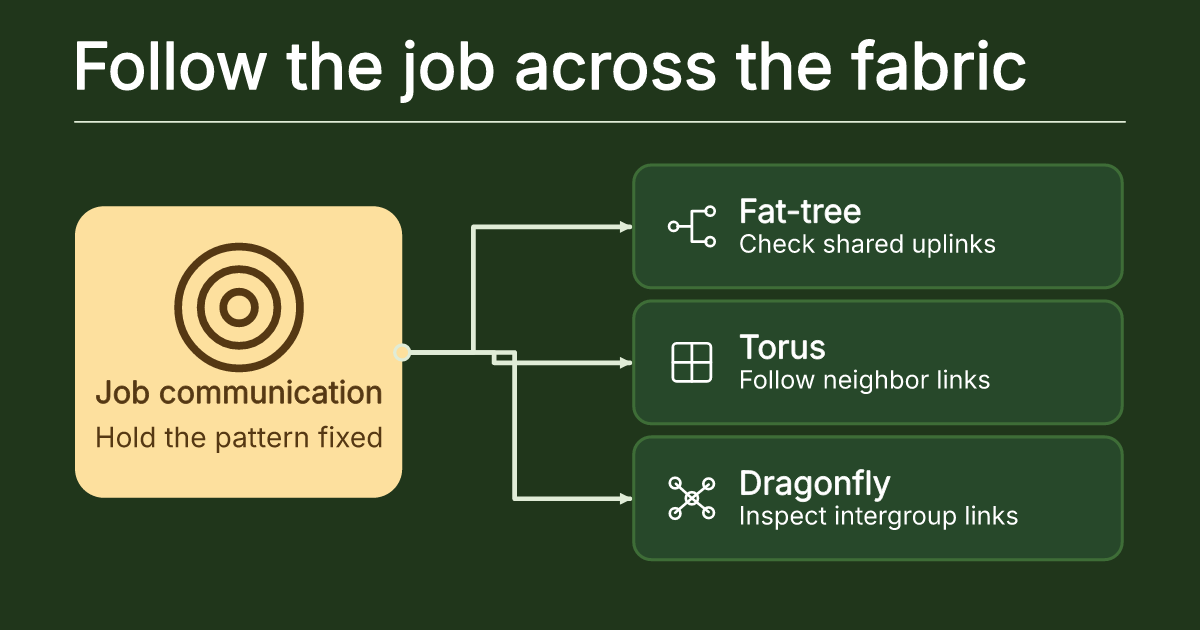 Follow the job across the fabric
Job communication
Hold the pattern fixed
Fat-tree
Check shared uplinks
Torus
Follow neighbor links
Dragonfly
Inspect intergroup links